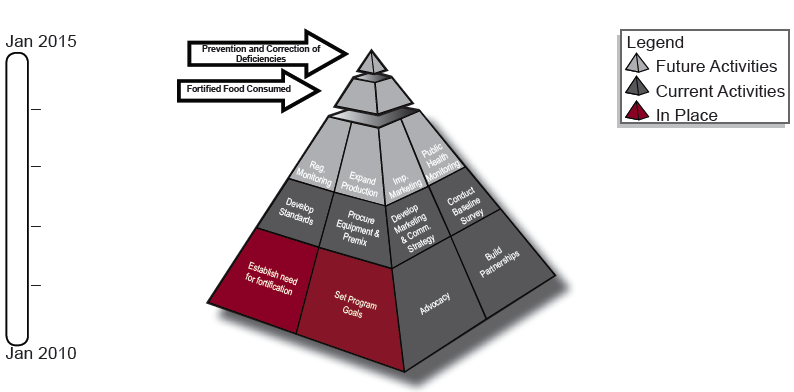 Jan 2015
Prevention and Correction of
Deficiencies
Fortified Food Consumed
Legend
Future Activities
Current Activities
In Place
Reg.
Monitoring
Expand
Production
Imp.
Marketing
Public
Health
Monitoring
Develop
Standards
Procure
Equipment &
Premix
Develop
Marketing
& Comm.
Strategy
Conduct
Baseline
Survey
Establish need
for fortification
Set Program
Goals
Advocacy
Build
Partnerships
Jan 2010